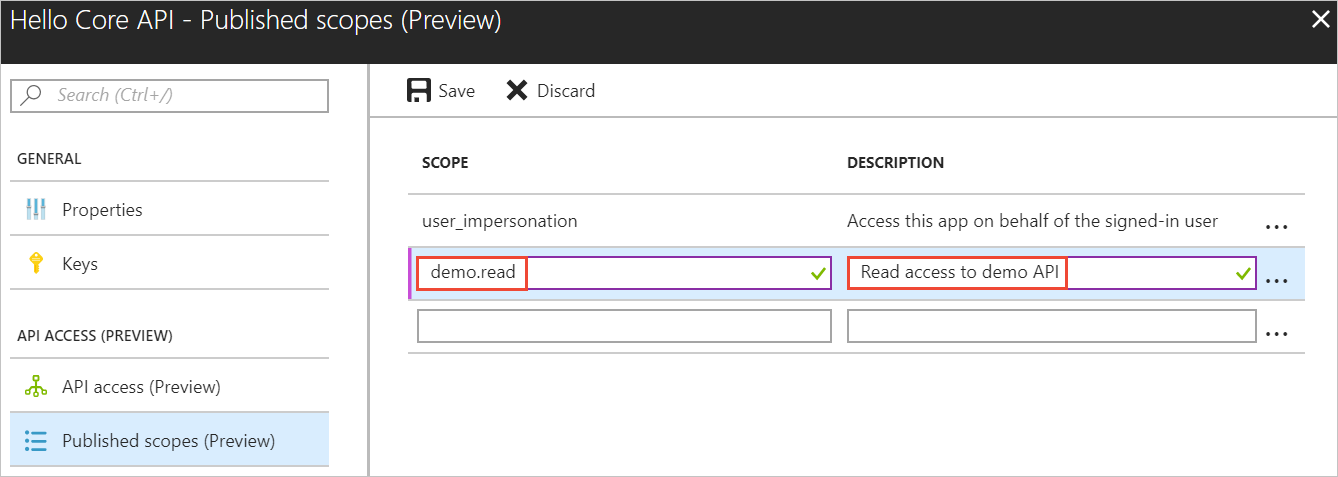 Hello Core API - Published scopes (Preview)
Search (Ctrl+/)
GENERAL
Properties
Keys
API ACCESS (PREVIEW)
API access (Preview)
Published scopes (Preview)
Save Discard
SCOPE DESCRIPTION
user_impersonation Access this app on behalf of the signed-in user ...
demo.read Read access to demo API ...
...